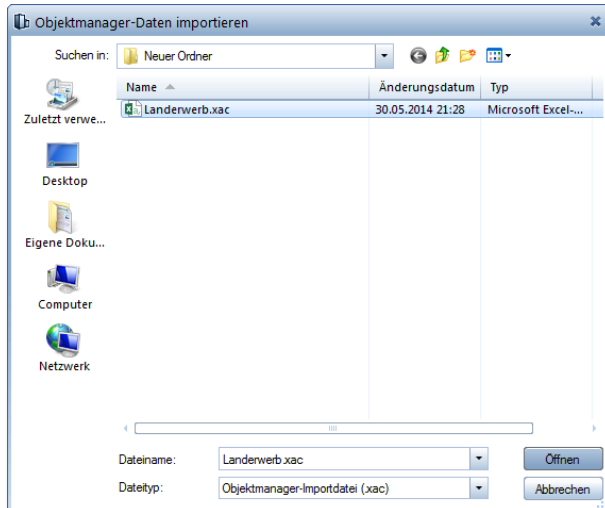 Objektmanager-Daten importieren
Suchen in: Neuer Ordner
Name Änderungsdatum Typ
Landerwerb.xac 30.05.2014 21:28 Microsoft Excel-...
Zuletzt verwe...
Desktop
Eigene Doku...
Computer
Netzwerk
Dateiname: Landerwerb.xac Öffnen
Dateityp: Objektmanager-Importdatei (.xac) Abbrechen